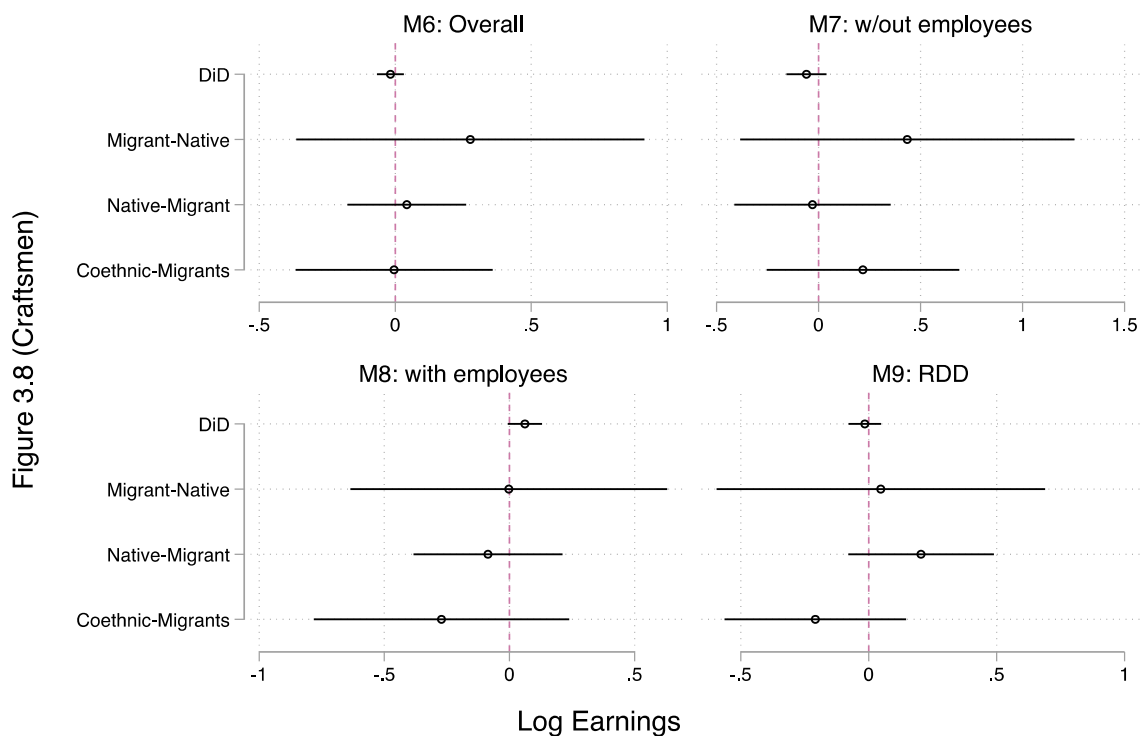 M6: Overall
M7: w/out employees
DiD
Migrant-Native
Native-Migrant
Coethnic-Migrants
-.5 0 .5 1
-.5 0 .5 1 1.5
Figure 3.8 (Craftsmen)
M8: with employees
M9: RDD
DiD
Migrant-Native
Native-Migrant
Coethnic-Migrants
-1 -.5 0 .5
-.5 0 .5 1
Log Earnings